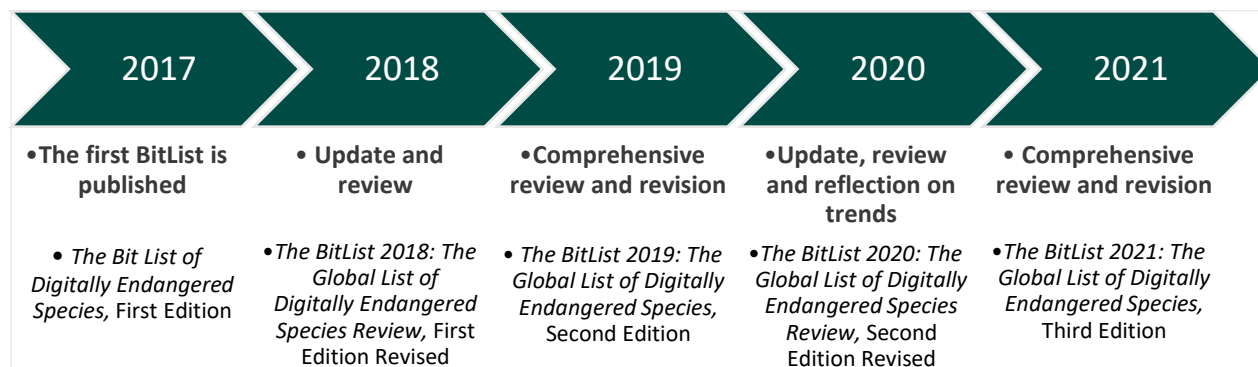 2017
2018
2019
2020
2021
•The first BitList is
published
• The Bit List of
Digitally Endangered
Species, First Edition
• Update and
review
•The BitList 2018: The
Global List of
Digitally Endangered
Species Review, First
Edition Revised
•Comprehensive
review and revision
• The BitList 2019: The
Global List of Digitally
Endangered Species,
Second Edition
•Update, review
and reflection on
trends
•The BitList 2020: The
Global List of Digitally
Endangered Species
Review, Second
Edition Revised
• Comprehensive
review and revision
•The BitList 2021: The
Global List of Digitally
Endangered Species,
Third Edition